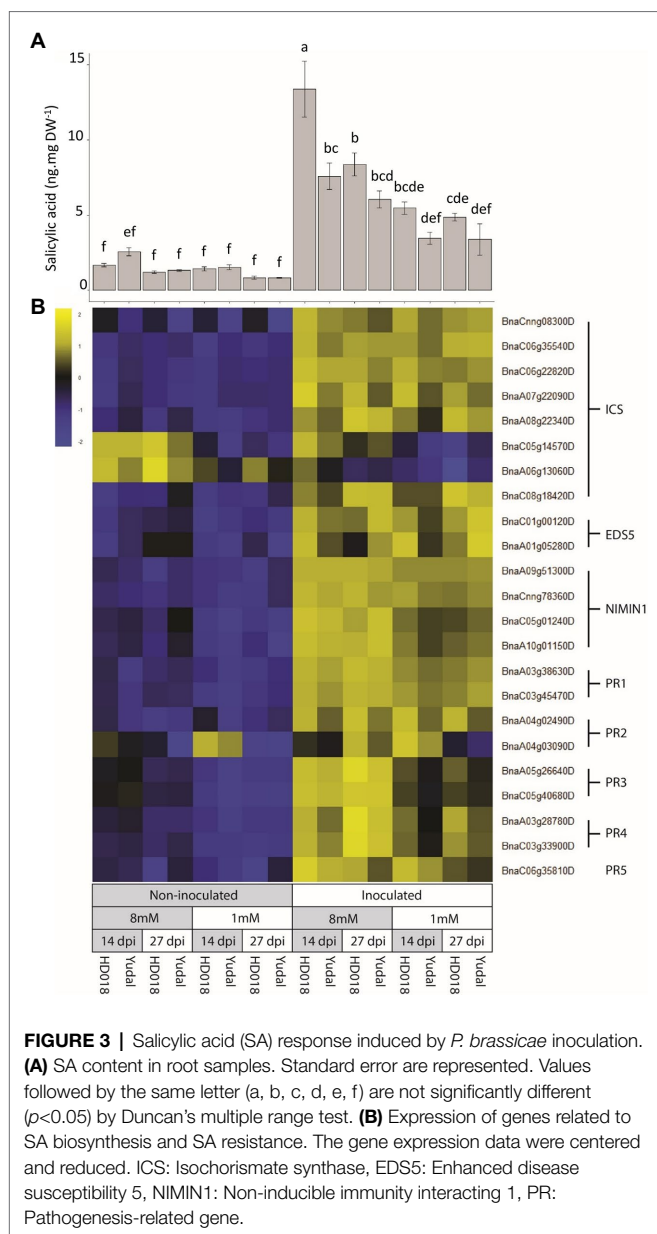 A
15
10
5
0
Salicylic acid (ng.mg DW-1)
f
ef
f
f
f
f
f
f
a
bc
b
bcd
bcde
def
cde
def
B
2
1
0
-1
-2
BnaCnng08300D
BnaC06g35540D
BnaC06g22820D
BnaA07g22090D
BnaA08g22340D
BnaC05g14570D
BnaA06g13060D
BnaC08g18420D
ICS
BnaC01g00120D
BnaA01g05280D
EDS5
BnaA09g51300D
BnaCnng78360D
BnaC05g01240D
BnaA10g01150D
NIMIN1
BnaA03g38630D
BnaC03g45470D
PR1
BnaA04g02490D
BnaA04g03090D
PR2
BnaA05g26640D
BnaC05g40680D
PR3
BnaA03g28780D
BnaC03g33900D
PR4
BnaC06g35810D
PR5
Non-inoculated Inoculated
8mM 1mM 8mM 1mM
14 dpi 27 dpi 14 dpi 27 dpi 14 dpi 27 dpi 14 dpi 27 dpi
HD018 Yudal HD018 Yudal HD018 Yudal HD018 Yudal HD018 Yudal HD018 Yudal HD018 Yudal HD018 Yudal
FIGURE 3 | Salicylic acid (SA) response induced by P. brassicae inoculation.
(A) SA content in root samples. Standard error are represented. Values
followed by the same letter (a, b, c, d, e, f) are not significantly different
(p<0.05) by Duncan's multiple range test. (B) Expression of genes related to
SA biosynthesis and SA resistance. The gene expression data were centered
and reduced. ICS: Isochorismate synthase, EDS5: Enhanced disease
susceptibility 5, NIMIN1: Non-inducible immunity interacting 1, PR:
Pathogenesis-related gene.